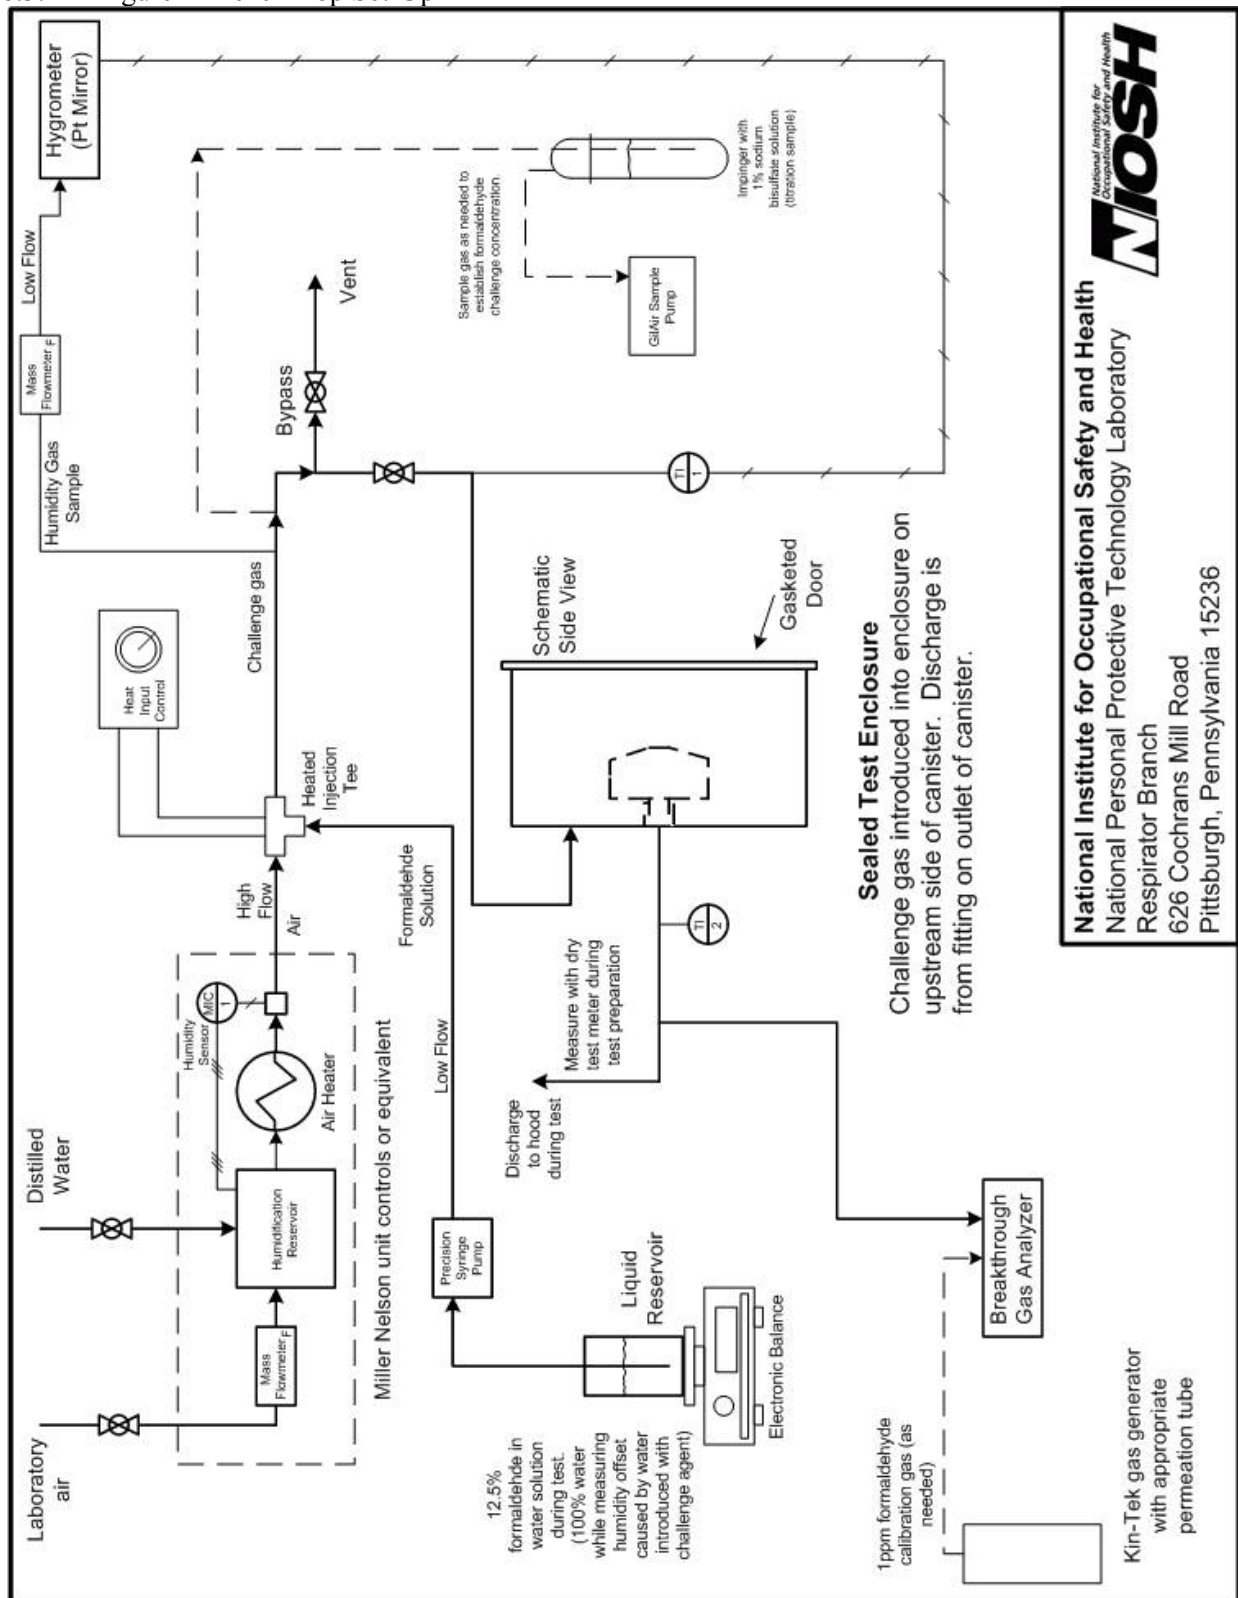 Laboratory
air
Distilled
Water
Mass
Flowmeter
F
Humidification
Reservoir
Humidity
Sensor
MIC
1
Air Heater
Miller Nelson unit controls or equivalent
High
Flow
Air
Heat
Input
Control
Heated
Injection
Tee
Challenge gas
Humidity Gas
Sample
Mass
Flowmeter
F
Low Flow
Hygrometer
(Pt Mirror)
Bypass
Vent
Sample gas as needed to
establish formaldehyde
challenge concentration.
GilAir Sample
Pump
Impinger with
1% sodium
bisulfate solution
(titration sample)
TI
1
Formaldehde
Solution
Low Flow
Precision
Syringe
Pump
Liquid
Reservoir
Electronic Balance
12.5%
formaldehde in
water solution
during test.
(100% water
while measuring
humidity offset
caused by water
introduced with
challenge agent)
Discharge
to hood
during test
Measure with dry
test meter during
test preparation
TI
2
Schematic
Side View
Gasketed
Door
Sealed Test Enclosure
Challenge gas introduced into enclosure on
upstream side of canister. Discharge is
from fitting on outlet of canister.
1ppm formaldehyde
calibration gas (as
needed)
Breakthrough
Gas Analyzer
Kin-Tek gas generator
with appropriate
permeation tube
National Institute for Occupational Safety and Health
National Personal Protective Technology Laboratory
Respirator Branch
626 Cochrans Mill Road
Pittsburgh, Pennsylvania 15236
National Institute for
Occupational Safety and Health
NIOSH